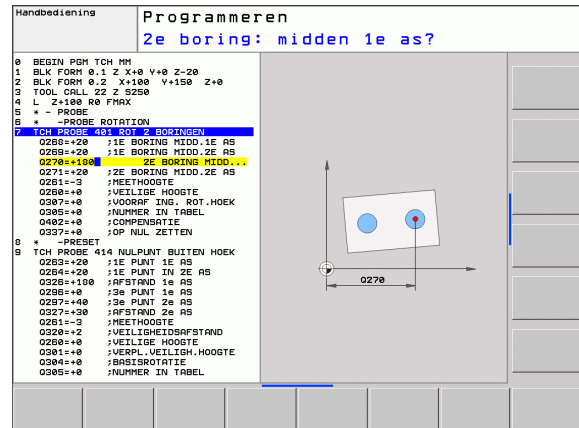 Handbediening
Programmeren
2e boring: midden 1e as?
0 BEGIN PGM TCH MM
1 BLK FORM 0.1 Z X+0 Y+0 Z-20
2 BLK FORM 0.2 X+100 Y+150 Z+0
3 TOOL CALL 22 Z S250
4 L Z+100 R0 FMAX
5 * - PROBE
6 * -PROBE ROTATION
7 TCH PROBE 401 ROT 2 BORINGEN
Q268=+20 ;1E BORING MIDD.1E AS
Q269=+20 ;1E BORING MIDD.2E AS
Q270=+180 2E BORING MIDD...
Q271=+20 ;2E BORING MIDD.2E AS
Q261=-3 ;MEETHOOGTE
Q260=+0 ;VEILIGE HOOGTE
Q307=+0 ;VOORAF ING. ROT.HOEK
Q305=+0 ;NUMMER IN TABEL
Q402=+0 ;COMPENSATIE
Q337=+0 ;OP NUL ZETTEN
8 * -PRESET
9 TCH PROBE 414 NULPUNT BUITEN HOEK
Q263=+20 ;1E PUNT 1E AS
Q264=+20 ;1E PUNT IN 2E AS
Q326=+180 ;AFSTAND 1e AS
Q296=+0 ;3e PUNT 1e AS
Q297=+40 ;3e PUNT 2e AS
Q327=+30 ;AFSTAND 2e AS
Q261=-3 ;MEETHOOGTE
Q320=+2 ;VEILIGHEIDSAFSTAND
Q260=+0 ;VEILIGE HOOGTE
Q301=+0 ;VERPL.VEILIGH.HOOGTE
Q304=+0 ;BASISROTATIE
Q305=+0 ;NUMMER IN TABEL
Q270